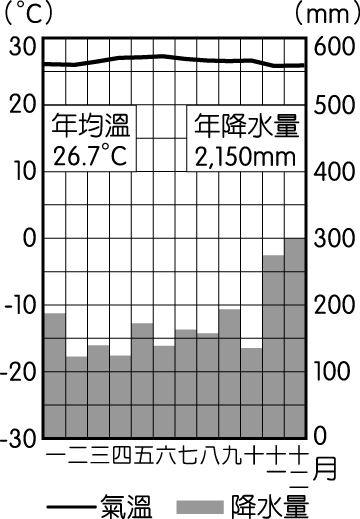 (°C) (mm)
30 600
20 500
年均溫 年降水量
26.7°C 2,150mm
10 400
0 300
-10 200
-20 100
-30 0
一 二 三 四 五 六 七 八 九 十 十一 十二 月
氣溫 降水量